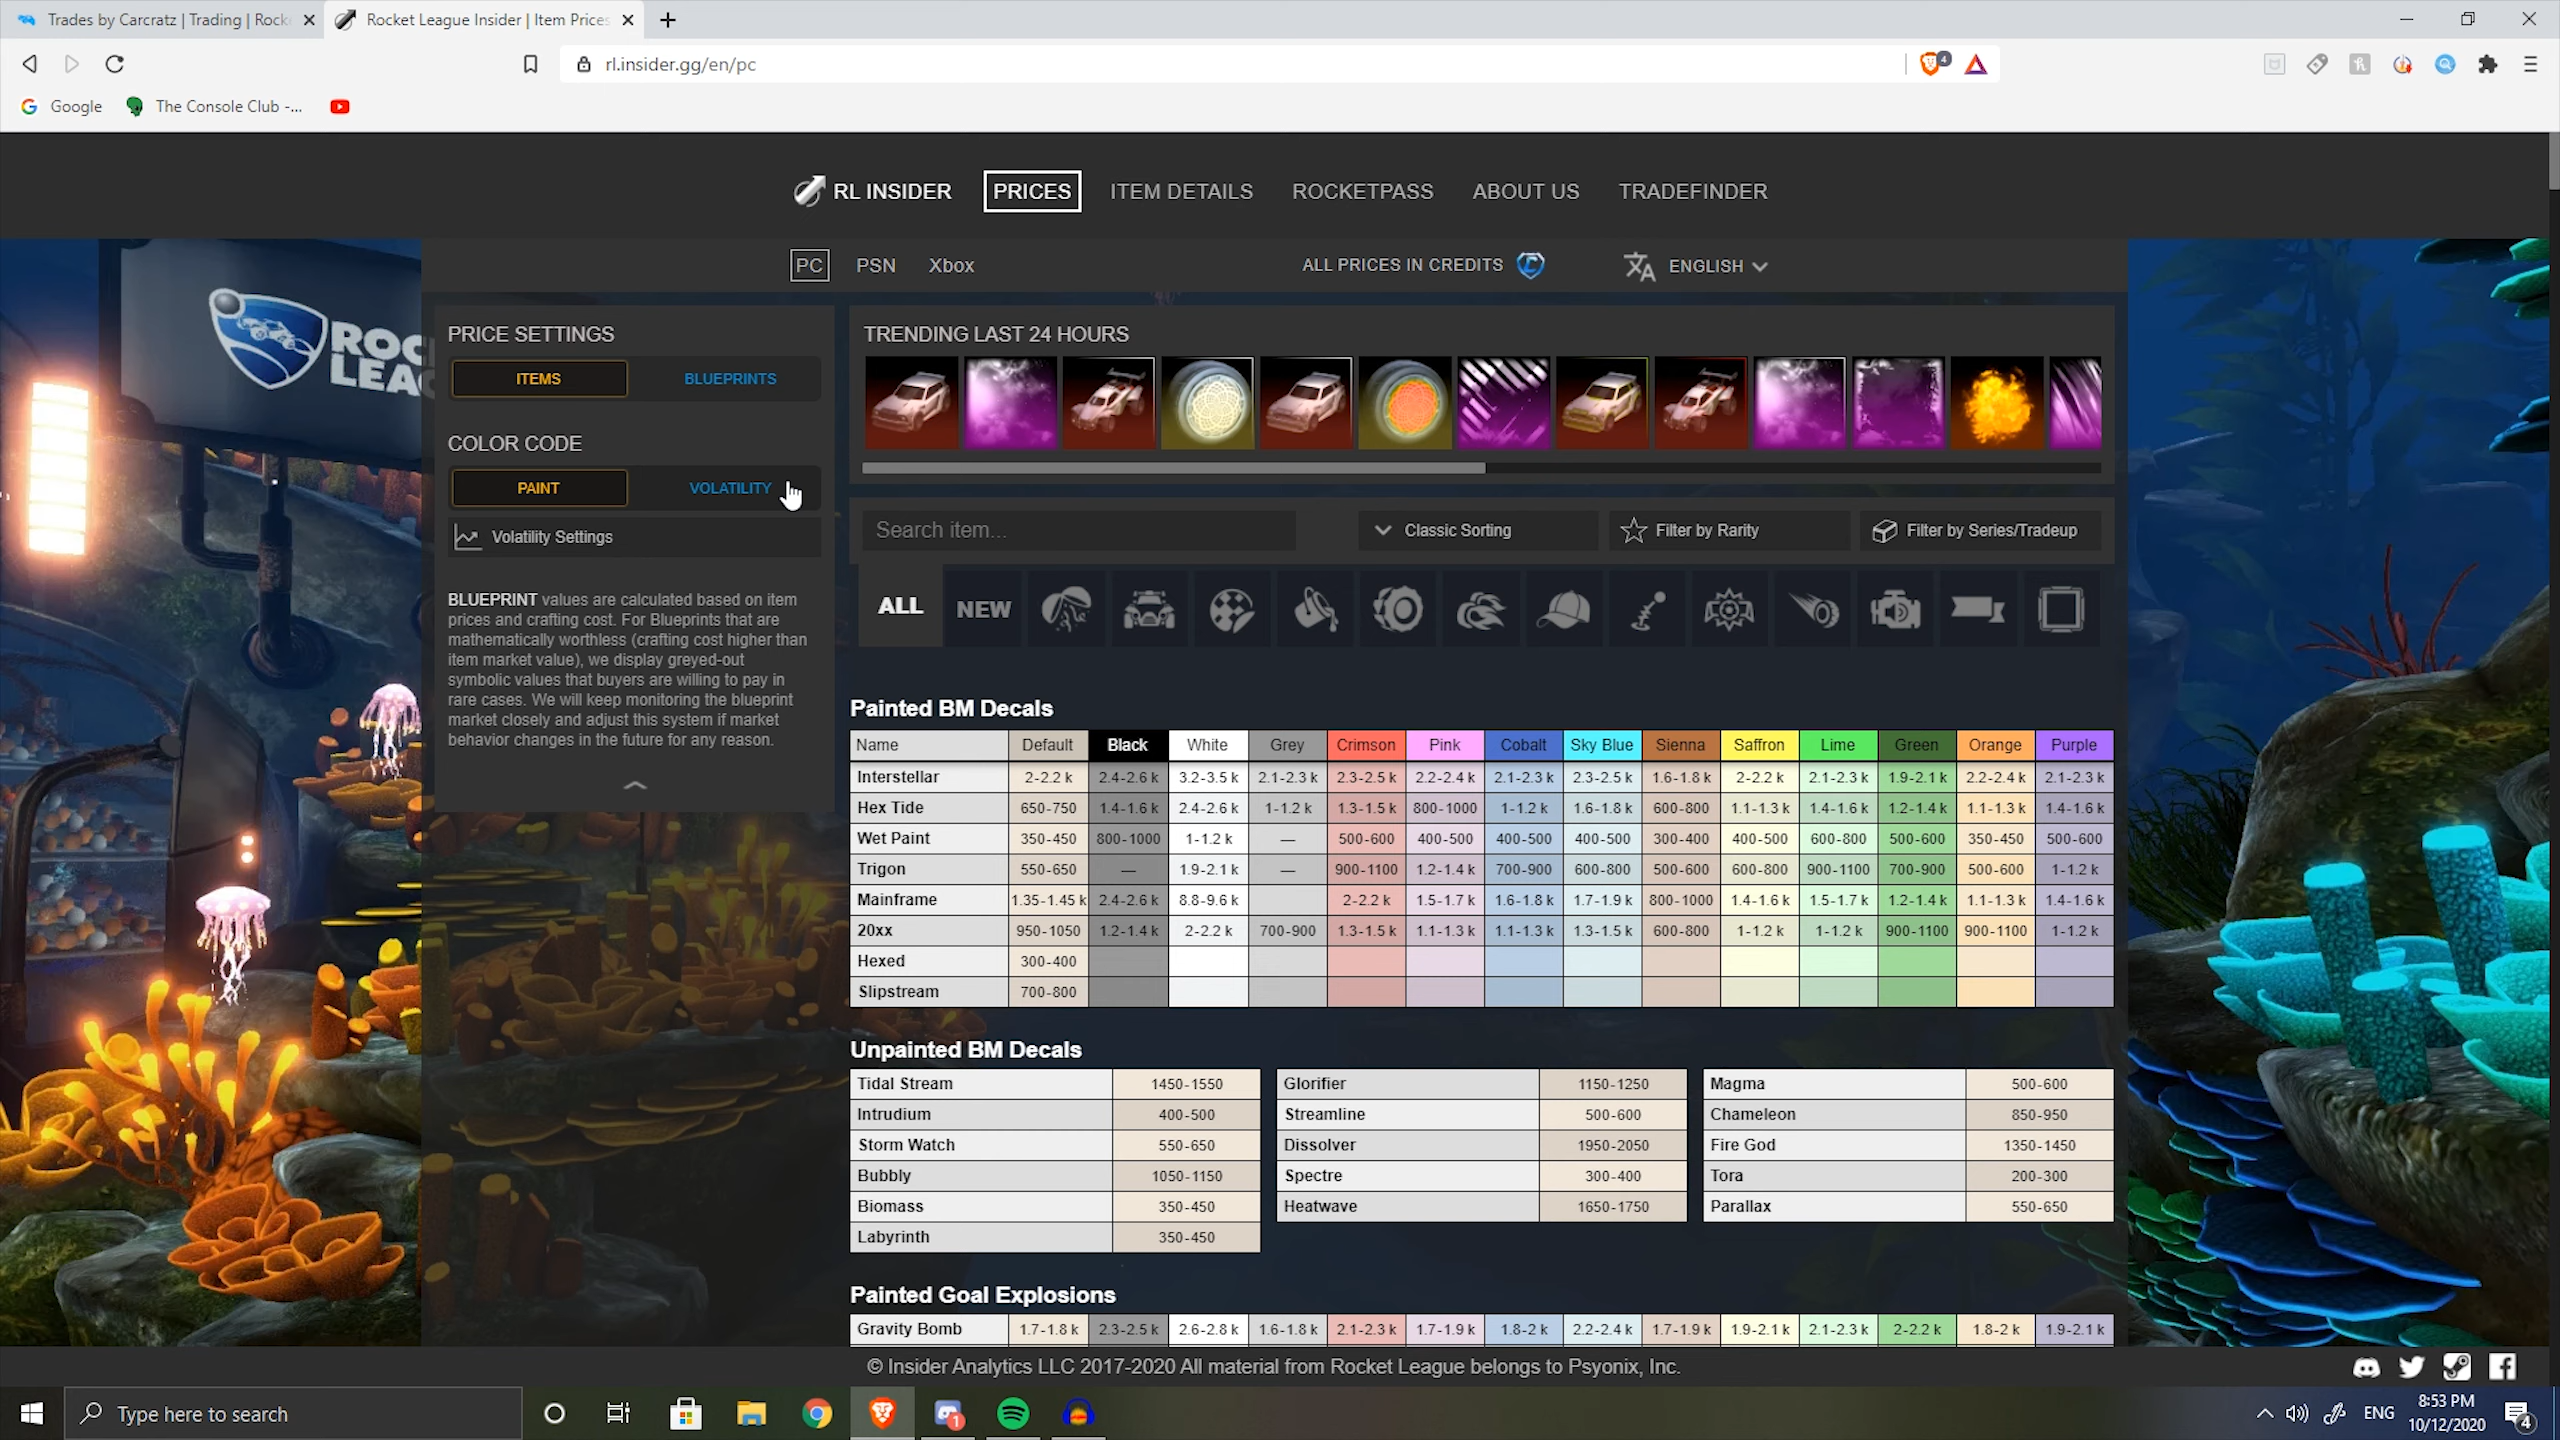 Trades by Carcratz | Trading | Rock
Rocket League Insider | Item Prices
rl.insider.gg/en/pc
4
Google
The Console Club -...
RL INSIDER
PRICES
ITEM DETAILS
ROCKETPASS
ABOUT US
TRADEFINDER
PC
PSN
Xbox
ALL PRICES IN CREDITS
ENGLISH
ROC
LEA
PRICE SETTINGS
ITEMS
BLUEPRINTS
COLOR CODE
PAINT
VOLATILITY
Volatility Settings
BLUEPRINT values are calculated based on item
prices and crafting cost. For Blueprints that are
mathematically worthless (crafting cost higher than
item market value), we display greyed-out
symbolic values that buyers are willing to pay in
rare cases. We will keep monitoring the blueprint
market closely and adjust this system if market
behavior changes in the future for any reason.
TRENDING LAST 24 HOURS
Search item...
Classic Sorting
Filter by Rarity
Filter by Series/Tradeup
ALL
NEW
Painted BM Decals
Name Default Black White Grey Crimson Pink Cobalt Sky Blue Sienna Saffron Lime Green Orange Purple
Interstellar 2-2.2 k 2.4-2.6 k 3.2-3.5 k 2.1-2.3 k 2.3-2.5 k 2.2-2.4 k 2.1-2.3 k 2.3-2.5 k 1.6-1.8 k 2-2.2 k 2.1-2.3 k 1.9-2.1 k 2.2-2.4 k 2.1-2.3 k
Hex Tide 650-750 1.4-1.6 k 2.4-2.6 k 1-1.2 k 1.3-1.5 k 800-1000 1-1.2 k 1.6-1.8 k 600-800 1.1-1.3 k 1.4-1.6 k 1.2-1.4 k 1.1-1.3 k 1.4-1.6 k
Wet Paint 350-450 800-1000 1-1.2 k — 500-600 400-500 400-500 400-500 300-400 400-500 600-800 500-600 350-450 500-600
Trigon 550-650 — 1.9-2.1 k — 900-1100 1.2-1.4 k 700-900 600-800 500-600 600-800 900-1100 700-900 500-600 1-1.2 k
Mainframe 1.35-1.45 k 2.4-2.6 k 8.8-9.6 k 2-2.2 k 1.5-1.7 k 1.6-1.8 k 1.7-1.9 k 800-1000 1.4-1.6 k 1.5-1.7 k 1.2-1.4 k 1.1-1.3 k 1.4-1.6 k
20xx 950-1050 1.2-1.4 k 2-2.2 k 700-900 1.3-1.5 k 1.1-1.3 k 1.1-1.3 k 1.3-1.5 k 600-800 1-1.2 k 1-1.2 k 900-1100 900-1100 1-1.2 k
Hexed 300-400
Slipstream 700-800
Unpainted BM Decals
Tidal Stream 1450-1550 Glorifier 1150-1250 Magma 500-600
Intrudium 400-500 Streamline 500-600 Chameleon 850-950
Storm Watch 550-650 Dissolver 1950-2050 Fire God 1350-1450
Bubbly 1050-1150 Spectre 300-400 Tora 200-300
Biomass 350-450 Heatwave 1650-1750 Parallax 550-650
Labyrinth 350-450
Painted Goal Explosions
Gravity Bomb 1.7-1.8 k 2.3-2.5 k 2.6-2.8 k 1.6-1.8 k 2.1-2.3 k 1.7-1.9 k 1.8-2 k 2.2-2.4 k 1.7-1.9 k 1.9-2.1 k 2.1-2.3 k 2-2.2 k 1.8-2 k 1.9-2.1 k
© Insider Analytics LLC 2017-2020 All material from Rocket League belongs to Psyonix, Inc.
Type here to search
1
ENG
8:53 PM
10/12/2020
4